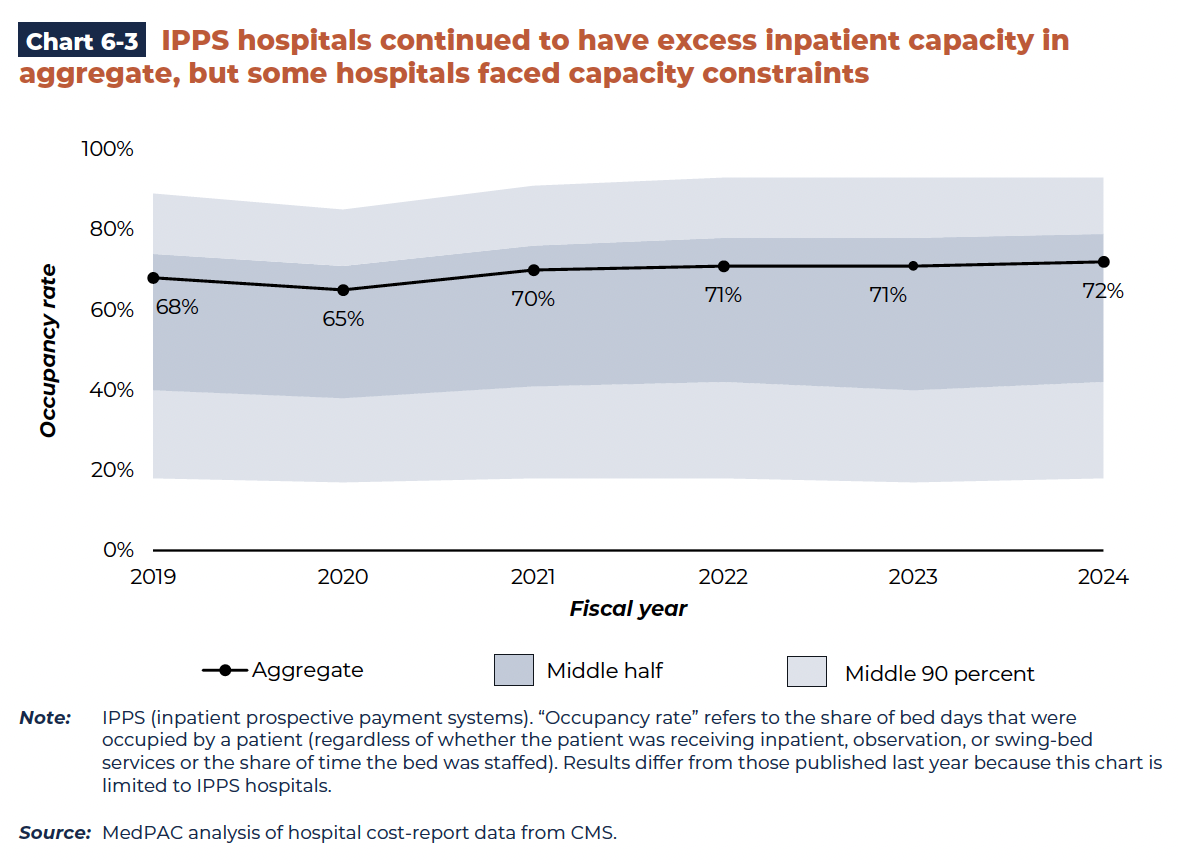 Chart 6-3 IPPS hospitals continued to have excess inpatient capacity in
aggregate, but some hospitals faced capacity constraints
100%
80%
60%
40%
20%
0%
Occupancy rate
68%
65%
70%
71%
71%
72%
2019 2020 2021 2022 2023 2024
Fiscal year
Aggregate Middle half Middle 90 percent
Note: IPPS (inpatient prospective payment systems). “Occupancy rate” refers to the share of bed days that were
occupied by a patient (regardless of whether the patient was receiving inpatient, observation, or swing-bed
services or the share of time the bed was staffed). Results differ from those published last year because this chart is
limited to IPPS hospitals.
Source: MedPAC analysis of hospital cost-report data from CMS.